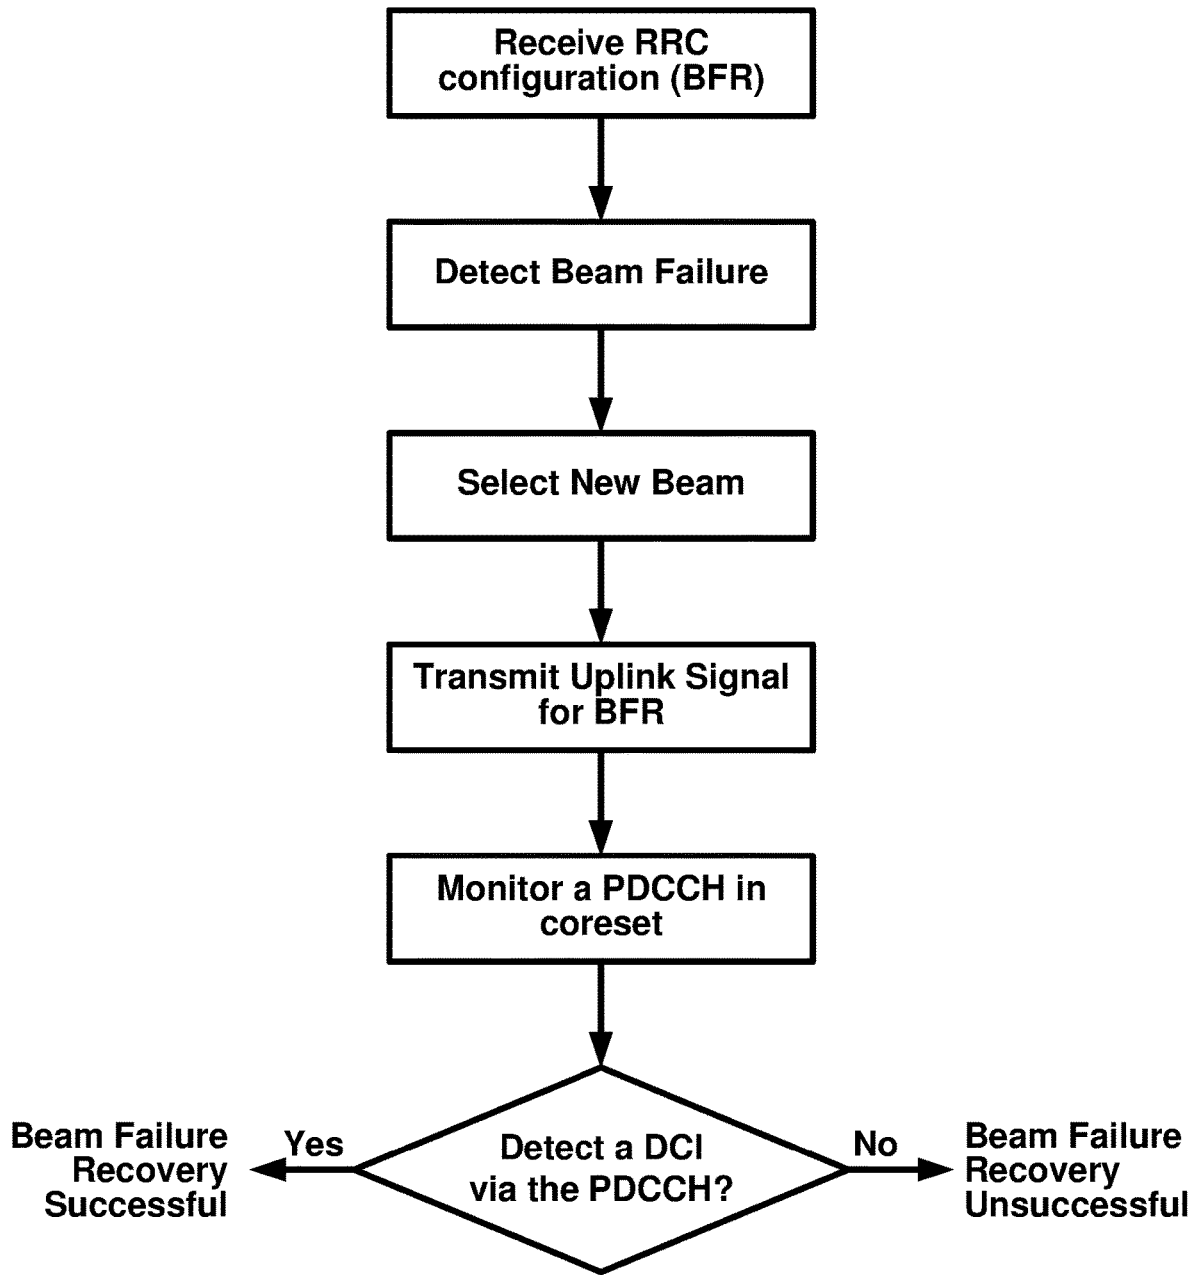 Receive RRC
configuration (BFR)
Detect Beam Failure
Select New Beam
Transmit Uplink Signal
for BFR
Monitor a PDCCH in
coreset
Detect a DCI
via the PDCCH?
Yes
Beam Failure
Recovery
Successful
No
Beam Failure
Recovery
Unsuccessful